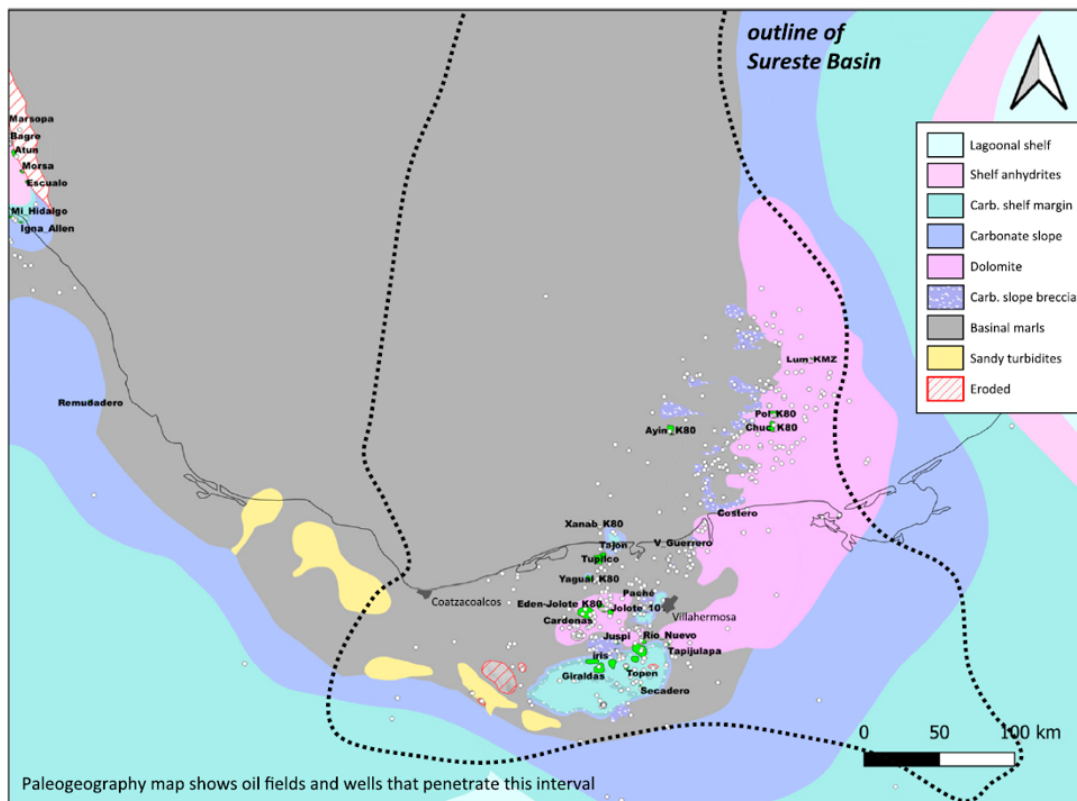 outline of
Sureste Basin
Lagoonal shelf
Shelf anhydrites
Carb. shelf margin
Carbonate slope
Dolomite
Carb. slope breccia
Basinal marls
Sandy turbidites
Eroded
Marsopa
Bagre
Atun
Morsa
Escualo
Mi_Hidalgo
Igna_Allen
Remudadero
Lum_KMZ
Pol_K80
Chuc_K80
Ayin_K80
Costero
Xanab_K80
Tajon
V_Guerrero
Tupilco
Yagual_K80
Paché
Coatzacoalcos
Eden-Jolote_K80
Jolote_10
Cardenas
Villahermosa
Juspi
Rio_Nuevo
Iris
Tapijulapa
Giraldas
Topen
Secadero
0 50 100 km
Paleogeography map shows oil fields and wells that penetrate this interval